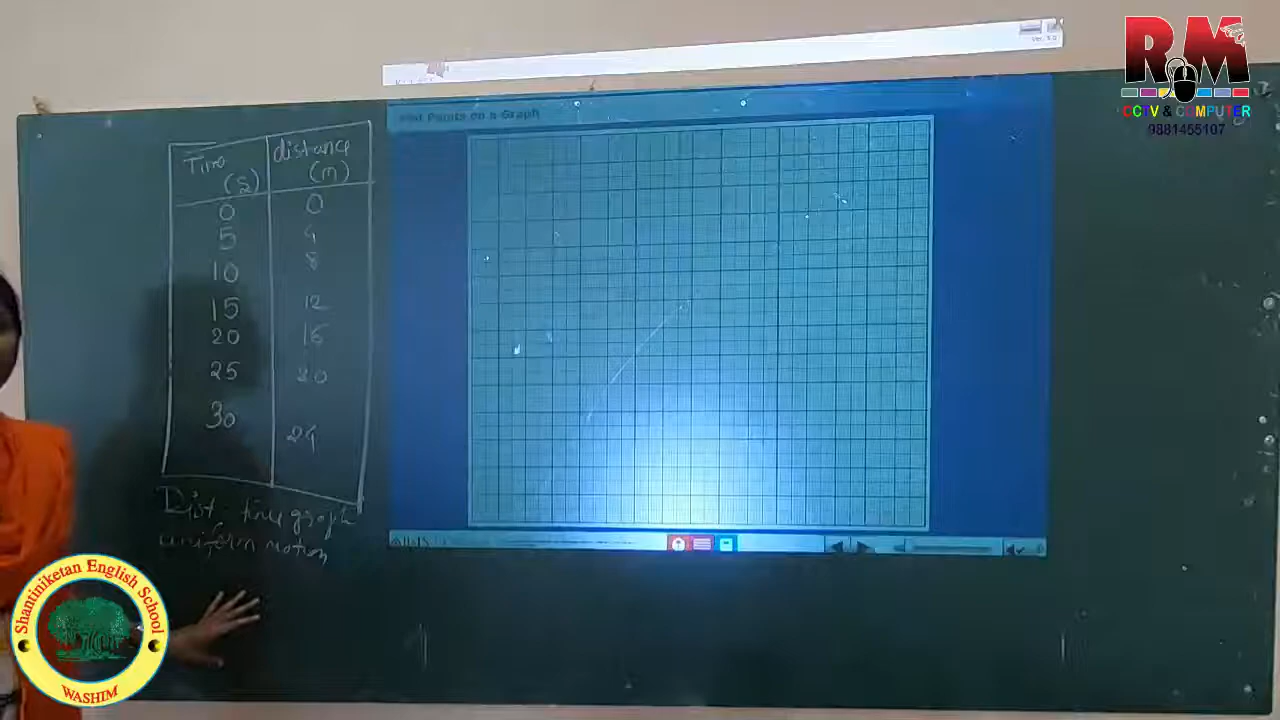 RM
CCTV & COMPUTER
9881455107
Points on a Graph
Time (s) distance (m)
0 0
5 4
10 8
15 12
20 16
25 20
30 24
Dist. time graph
uniform motion
Shantiniketan English School
WASHIM